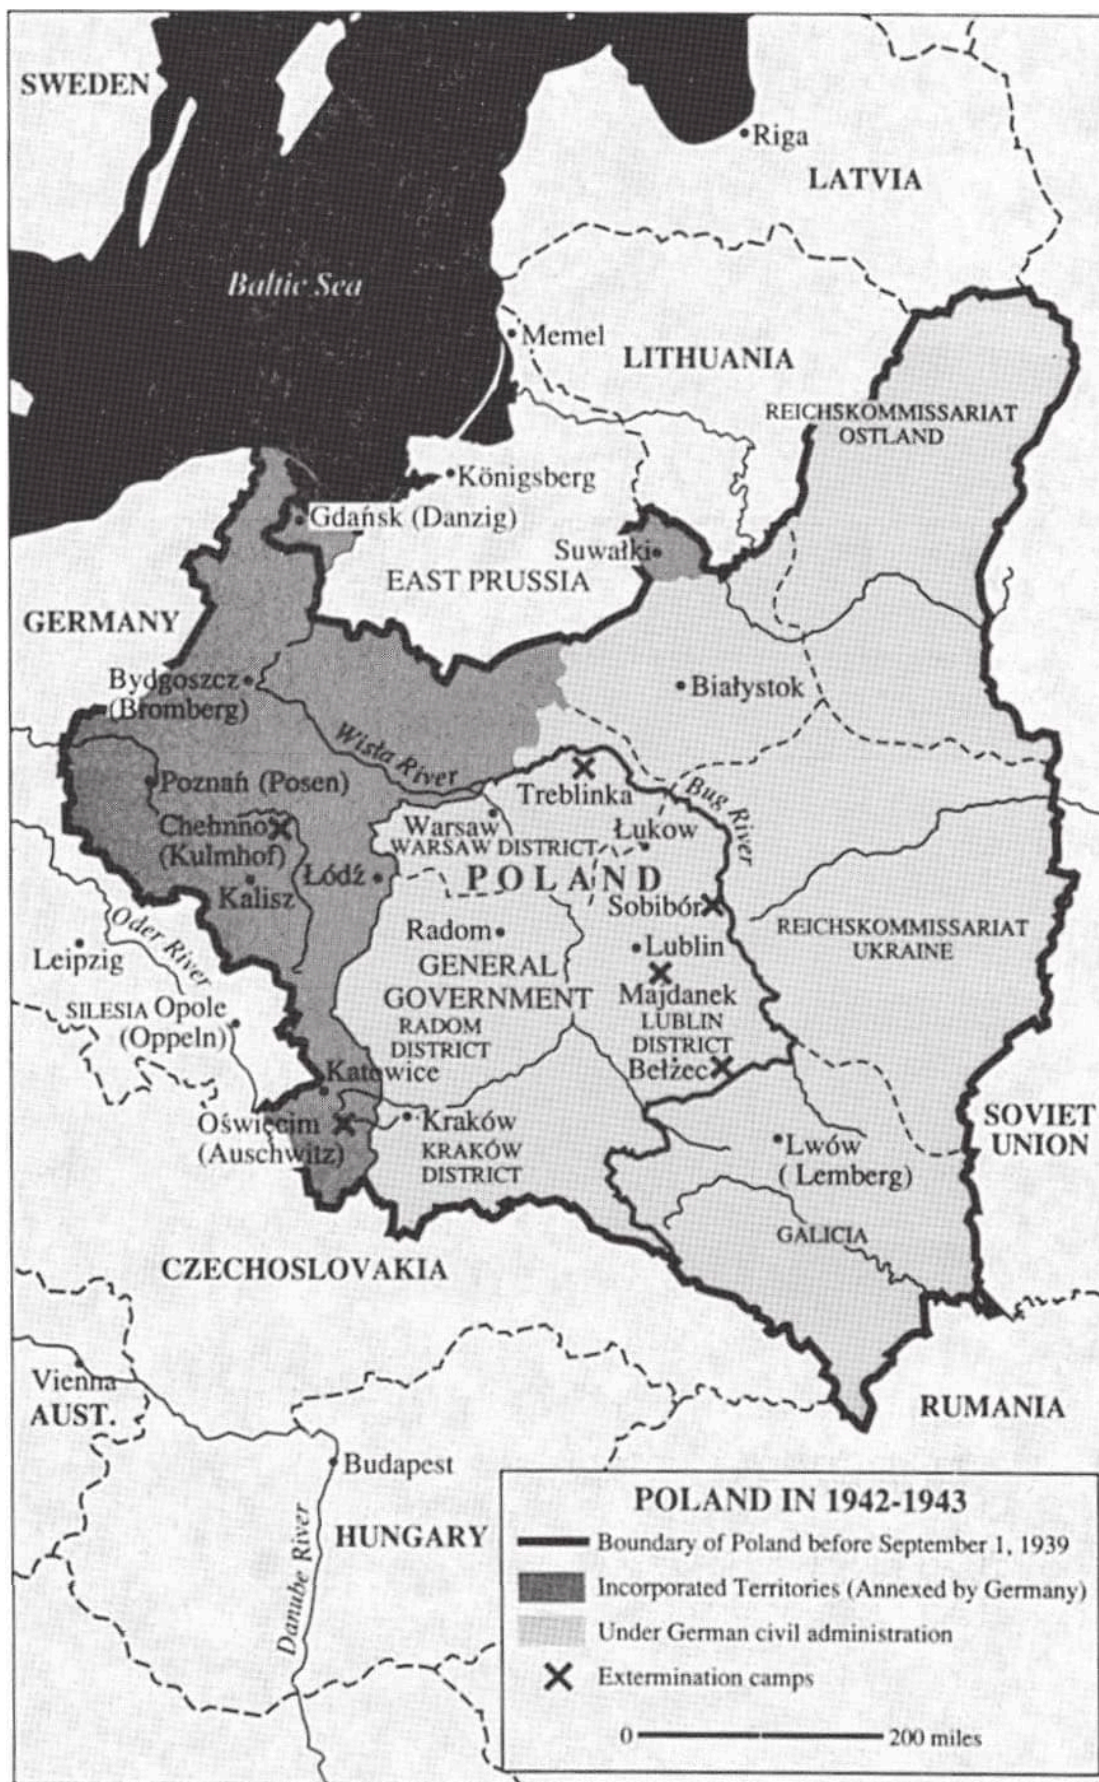 SWEDEN
Riga
LATVIA
Baltic Sea
Memel
LITHUANIA
REICHSKOMMISSARIAT
OSTLAND
Königsberg
Gdańsk (Danzig)
Suwałki
EAST PRUSSIA
GERMANY
Bydgoszcz
(Bromberg)
Białystok
Wisła River
Poznań (Posen)
Treblinka
Bug River
Chełmno
(Kulmhof)
Warsaw
WARSAW DISTRICT
Łukow
Kalisz
Łódź
POLAND
Sobibór
Oder River
Leipzig
Radom
Lublin
REICHSKOMMISSARIAT
UKRAINE
GENERAL
GOVERNMENT
Majdanek
SILESIA Opole
(Oppeln)
RADOM
DISTRICT
LUBLIN
DISTRICT
Katowice
Bełżec
Oświęcim
(Auschwitz)
Kraków
KRAKÓW
DISTRICT
Lwów
( Lemberg)
SOVIET
UNION
GALICIA
CZECHOSLOVAKIA
Vienna
AUST.
RUMANIA
Budapest
HUNGARY
Danube River
POLAND IN 1942-1943
Boundary of Poland before September 1, 1939
Incorporated Territories (Annexed by Germany)
Under German civil administration
Extermination camps
0 200 miles